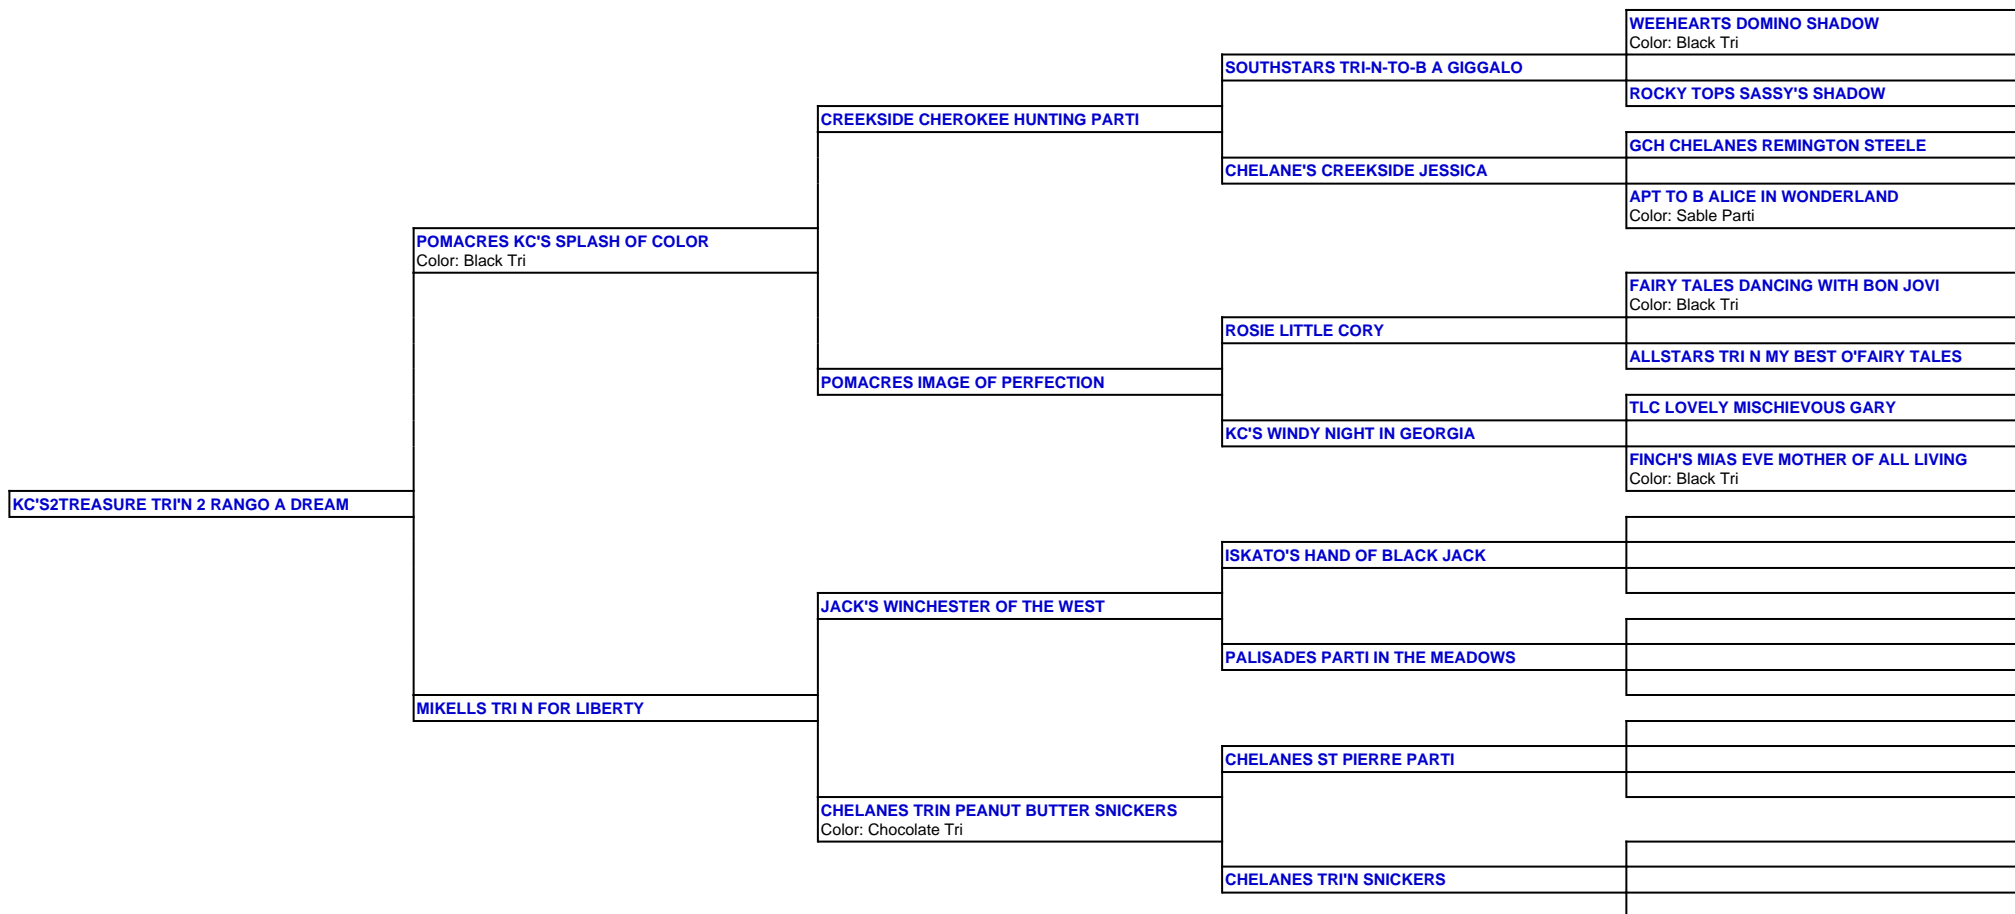 WEEHEARTS DOMINO SHADOW
Color: Black Tri
SOUTHSTARS TRI-N-TO-B A GIGGALO
ROCKY TOPS SASSY'S SHADOW
CREEKSIDE CHEROKEE HUNTING PARTI
GCH CHELANES REMINGTON STEELE
CHELANE'S CREEKSIDE JESSICA
APT TO B ALICE IN WONDERLAND
Color: Sable Parti
POMACRES KC'S SPLASH OF COLOR
Color: Black Tri
FAIRY TALES DANCING WITH BON JOVI
Color: Black Tri
ROSIE LITTLE CORY
ALLSTARS TRI N MY BEST O'FAIRY TALES
POMACRES IMAGE OF PERFECTION
TLC LOVELY MISCHIEVOUS GARY
KC'S WINDY NIGHT IN GEORGIA
FINCH'S MIAS EVE MOTHER OF ALL LIVING
Color: Black Tri
KC'S2TREASURE TRI'N 2 RANGO A DREAM
ISKATO'S HAND OF BLACK JACK
JACK'S WINCHESTER OF THE WEST
PALISADES PARTI IN THE MEADOWS
MIKELLS TRI N FOR LIBERTY
CHELANES ST PIERRE PARTI
CHELANES TRIN PEANUT BUTTER SNICKERS
Color: Chocolate Tri
CHELANES TRI'N SNICKERS